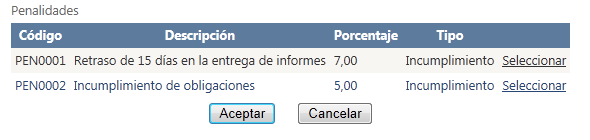 Penalidades
Código Descripción Porcentaje Tipo
PEN0001 Retraso de 15 días en la entrega de informes 7,00 Incumplimiento Seleccionar
PEN0002 Incumplimiento de obligaciones 5,00 Incumplimiento Seleccionar
Aceptar Cancelar